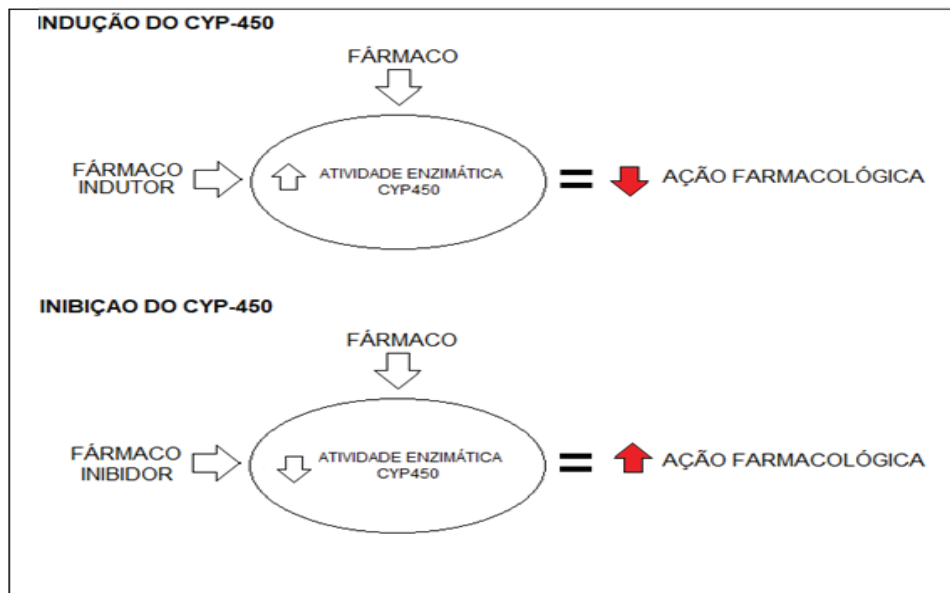 INDUÇÃO DO CYP-450
FÁRMACO
FÁRMACO
INDUTOR
ATIVIDADE ENZIMÁTICA
CYP450
= AÇÃO FARMACOLÓGICA
INIBIÇAO DO CYP-450
FÁRMACO
FÁRMACO
INIBIDOR
ATIVIDADE ENZIMÁTICA
CYP450
= AÇÃO FARMACOLÓGICA